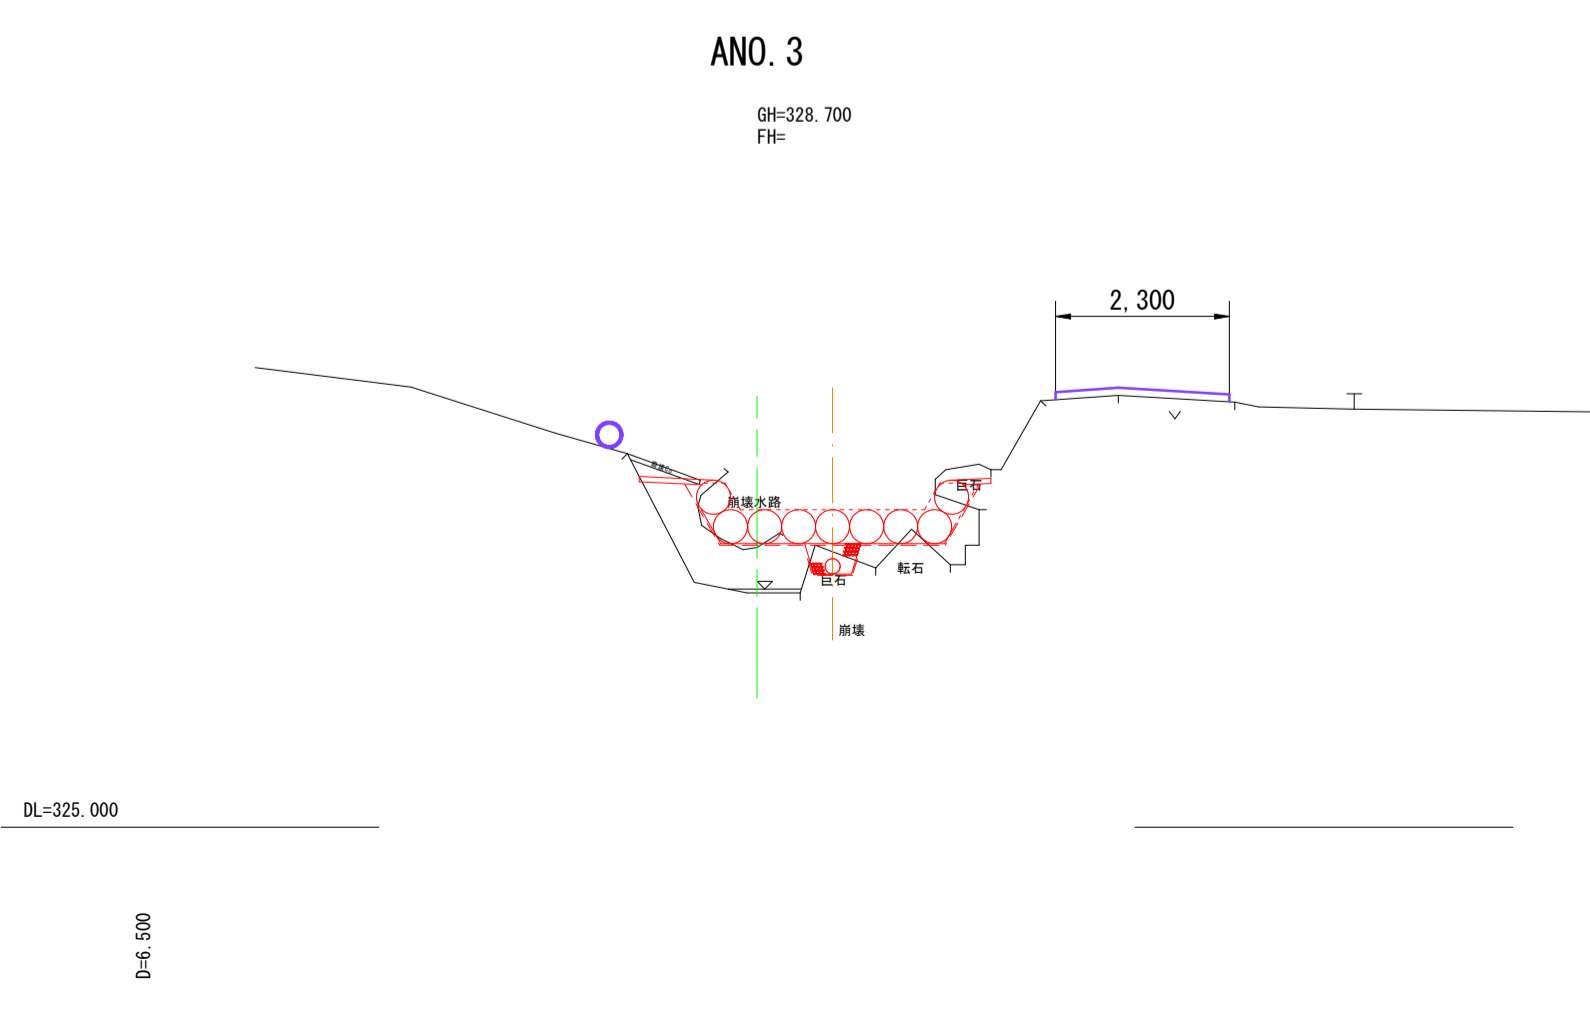 ANO.3
GH=328.700
FH=
2,300
崩壊水路
巨石
転石
巨石
崩壊
DL=325.000
D=6.500